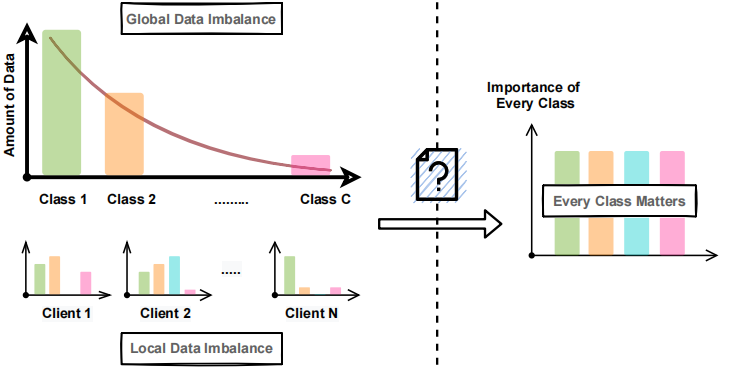 Global Data Imbalance
Amount of Data
Class 1
Class 2
.........
Class C
Client 1
Client 2
.....
Client N
Local Data Imbalance
?
Importance of
Every Class
Every Class Matters